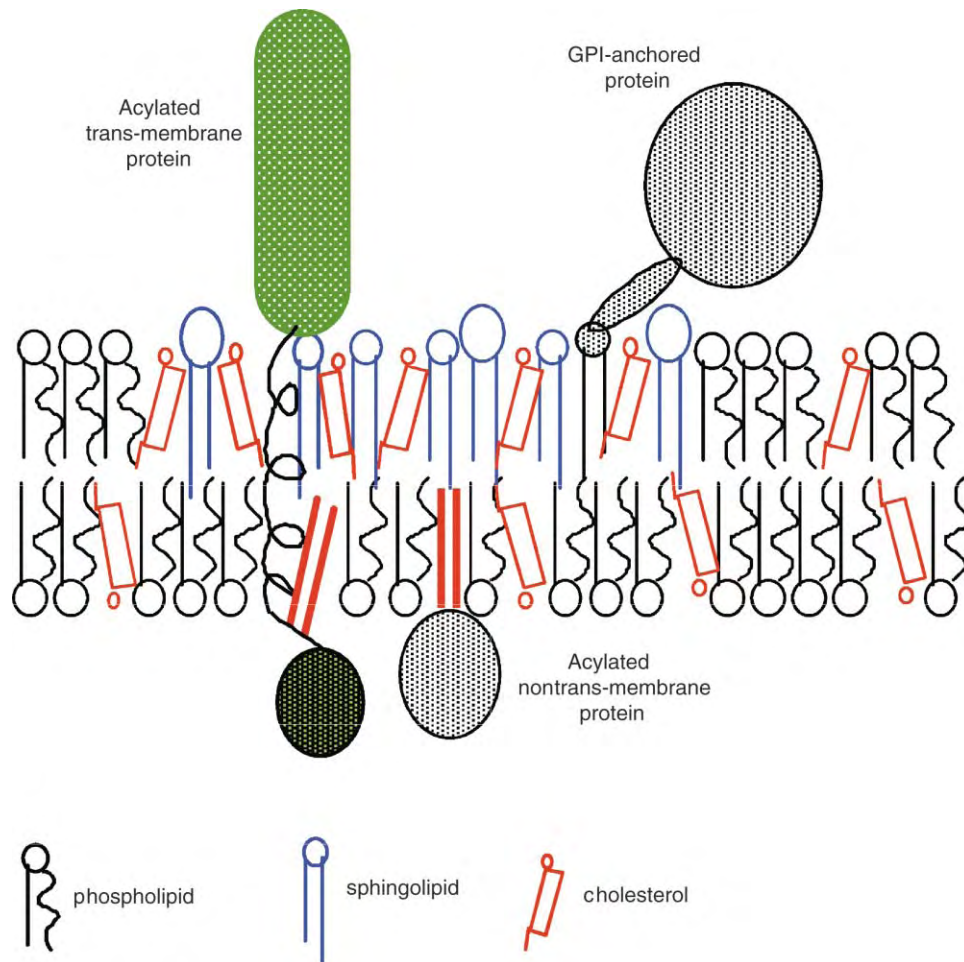 GPI-anchored
protein
Acylated
trans-membrane
protein
Acylated
nontrans-membrane
protein
phospholipid
sphingolipid
cholesterol